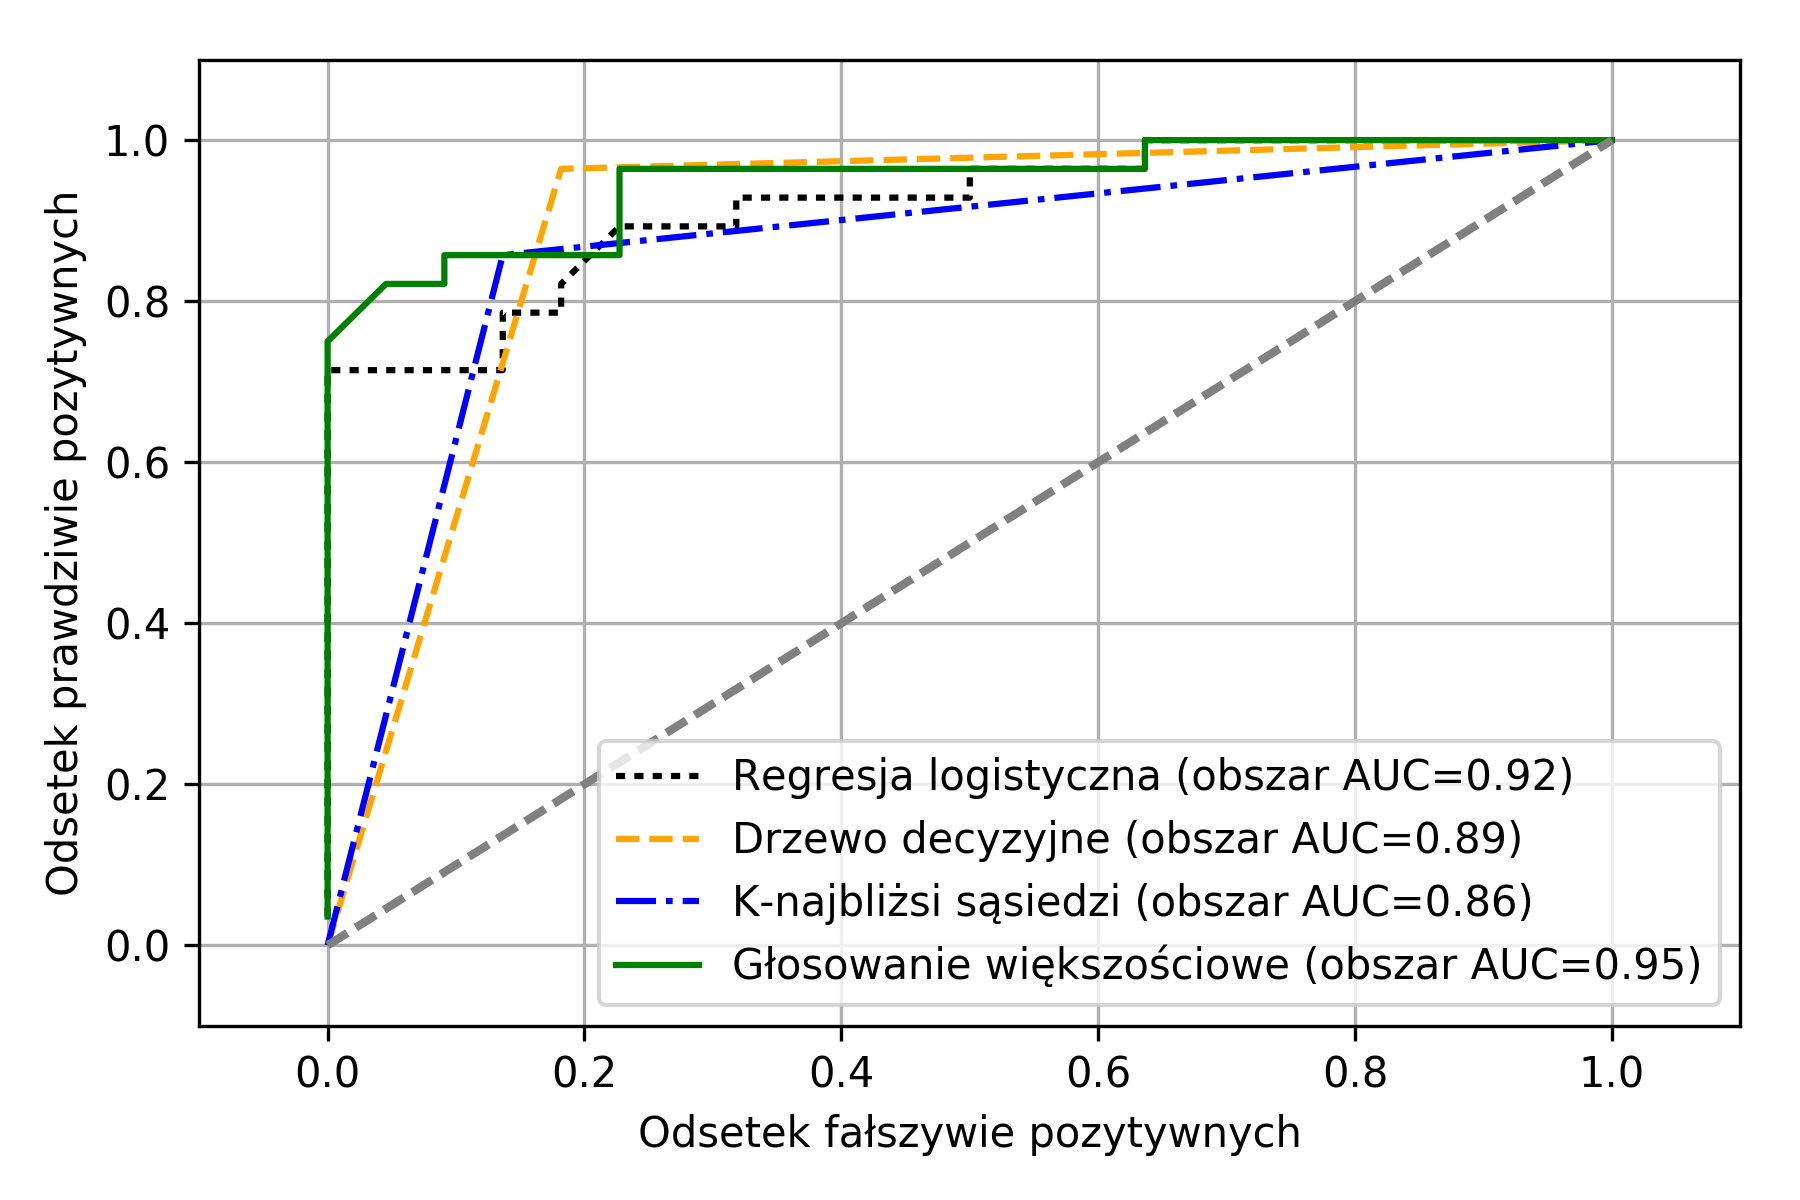 Odsetek prawdziwie pozytywnych
1.0
0.8
0.6
0.4
0.2
0.0
Regresja logistyczna (obszar AUC=0.92)
Drzewo decyzyjne (obszar AUC=0.89)
K-najbliżsi sąsiedzi (obszar AUC=0.86)
Głosowanie większościowe (obszar AUC=0.95)
0.0 0.2 0.4 0.6 0.8 1.0
Odsetek fałszywie pozytywnych